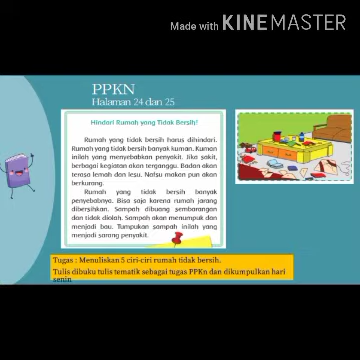 Made with KINEMASTER
PPKN
Halaman 24 dan 25
Hindari Rumah yang Tidak Bersih!
Rumah yang tidak bersih harus dihindari.
Rumah yang tidak bersih banyak kuman. Kuman
inilah yang menyebabkan penyakit. Jika sakit,
berbagai kegiatan akan terganggu. Badan akan
terasa lemah dan lesu. Nafsu makan pun akan
berkurang.
Rumah yang tidak bersih banyak
penyebabnya. Bisa saja karena rumah jarang
dibersihkan. Sampah dibuang sembarangan
dan tidak diolah. Sampah akan menumpuk dan
menjadi bau. Tumpukan sampah inilah yang
menjadi sarang penyakit.
Tugas : Menuliskan 5 ciri-ciri rumah tidak bersih.
Tulis dibuku tulis tematik sebagai tugas PPKn dan dikumpulkan hari
senin